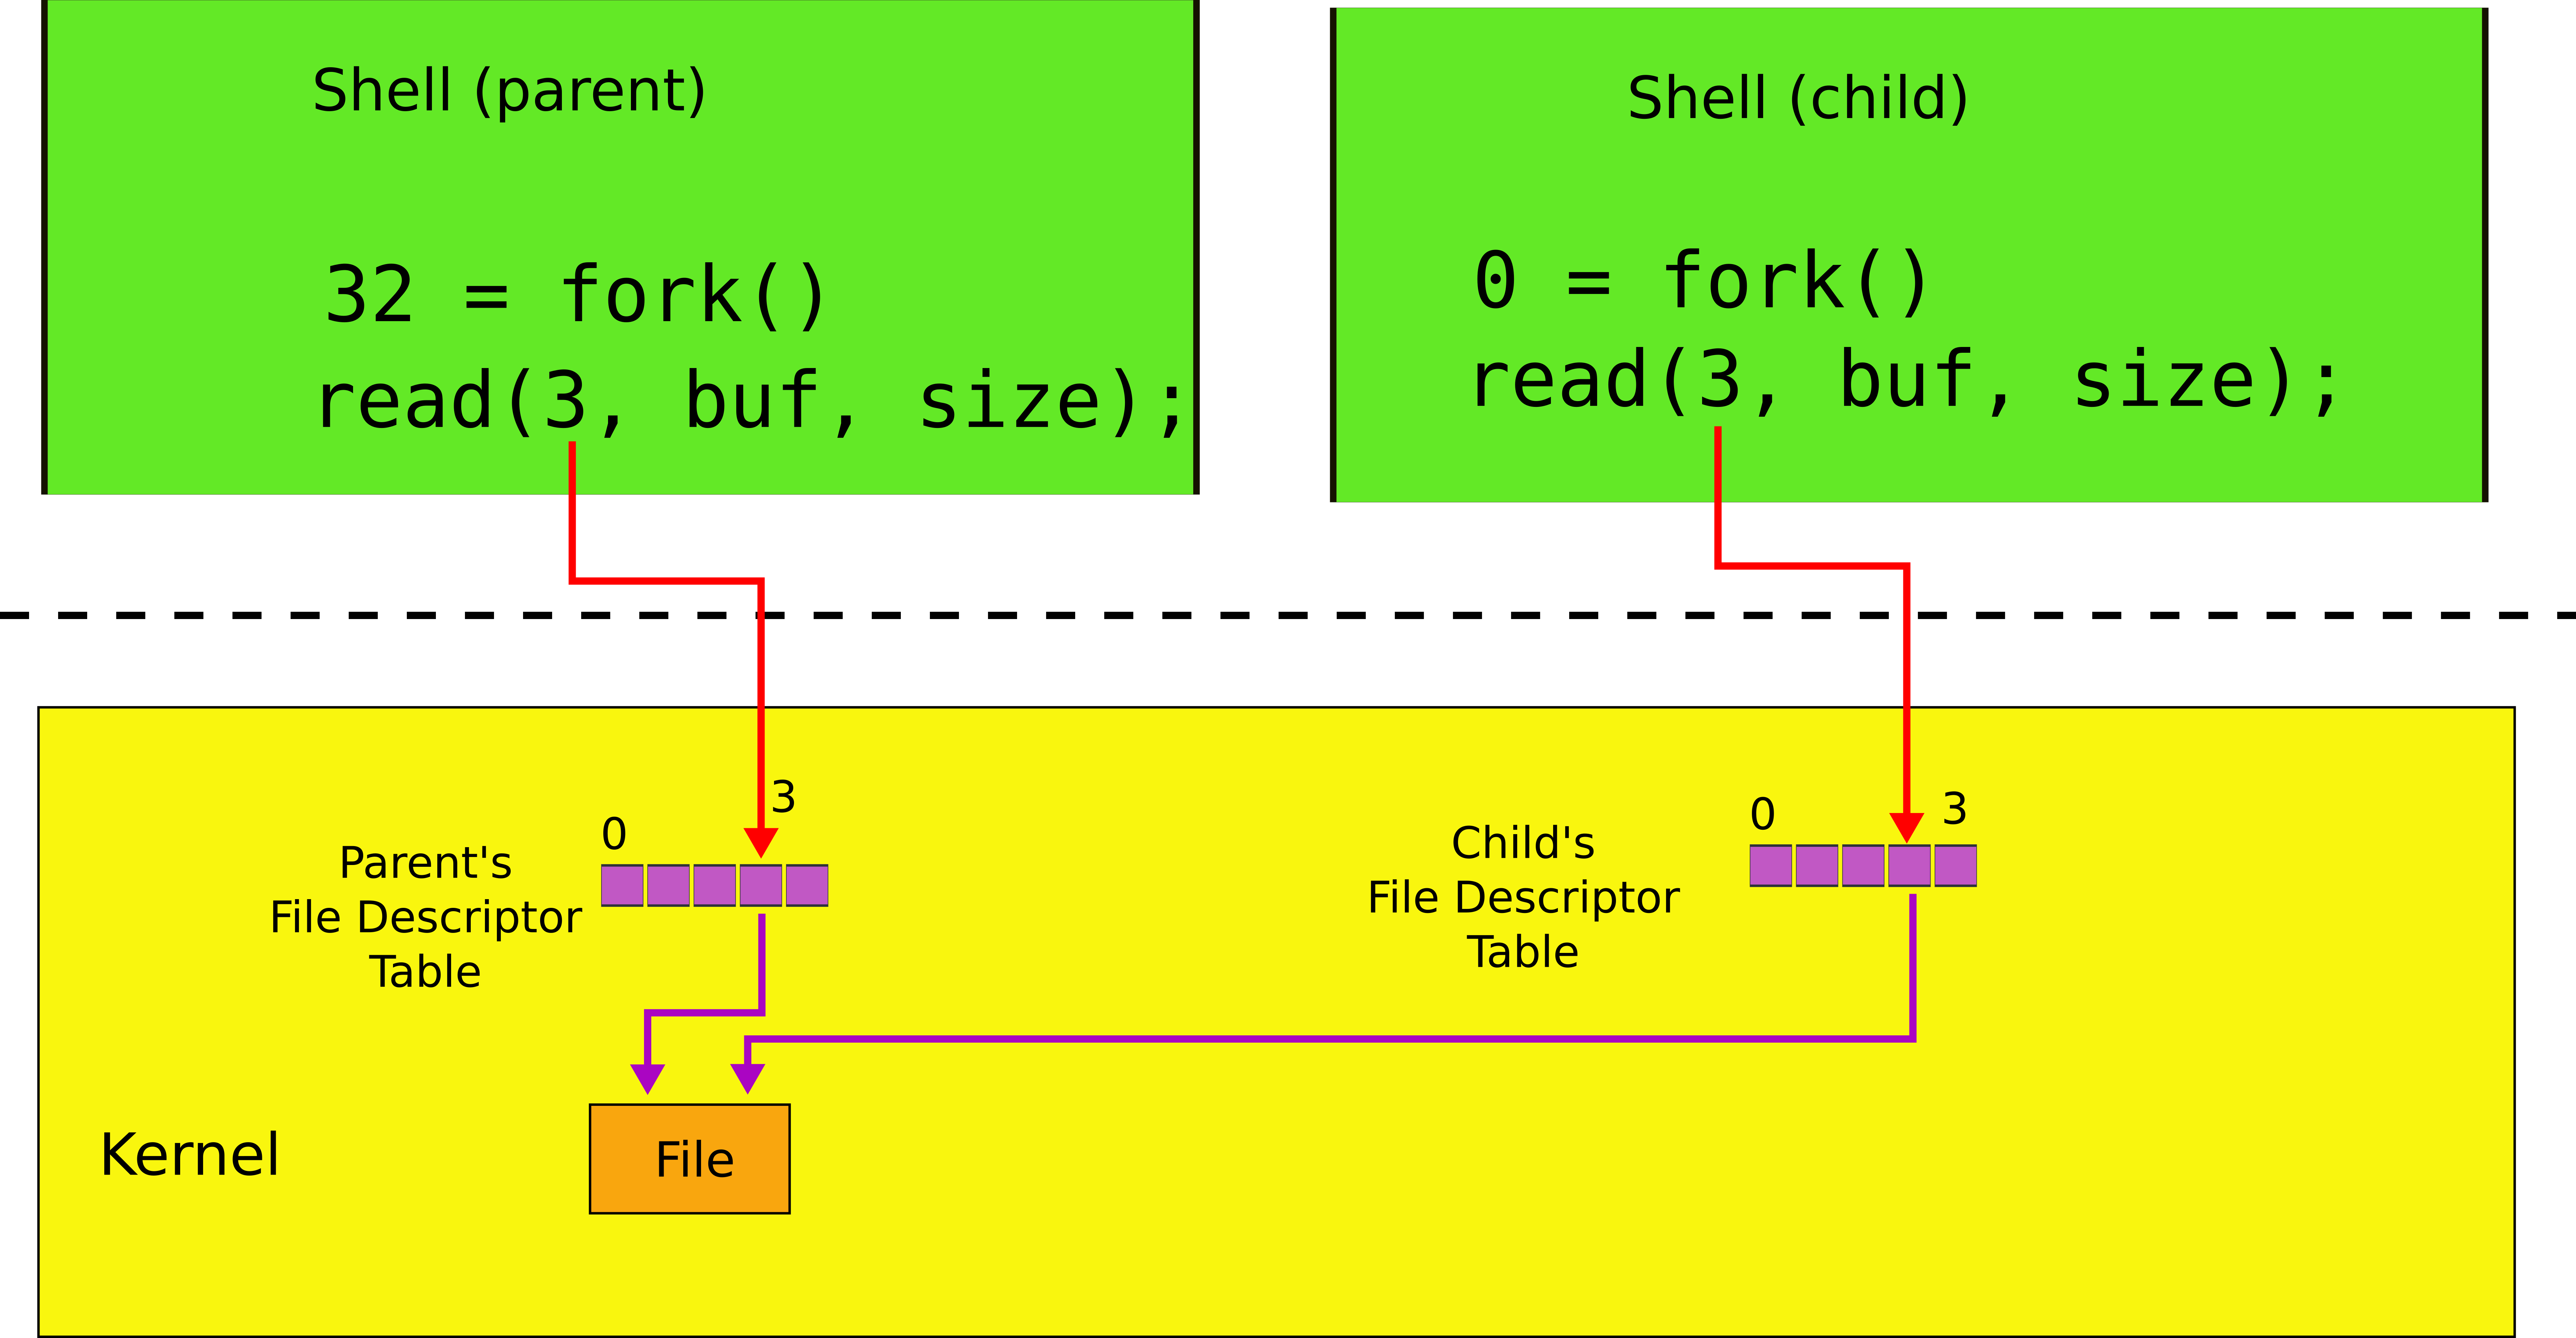 Shell (parent)
32 = fork()
read(3, buf, size);
Shell (child)
0 = fork()
read(3, buf, size);
0
3
Parent's
File Descriptor
Table
0
3
Child's
File Descriptor
Table
Kernel
File